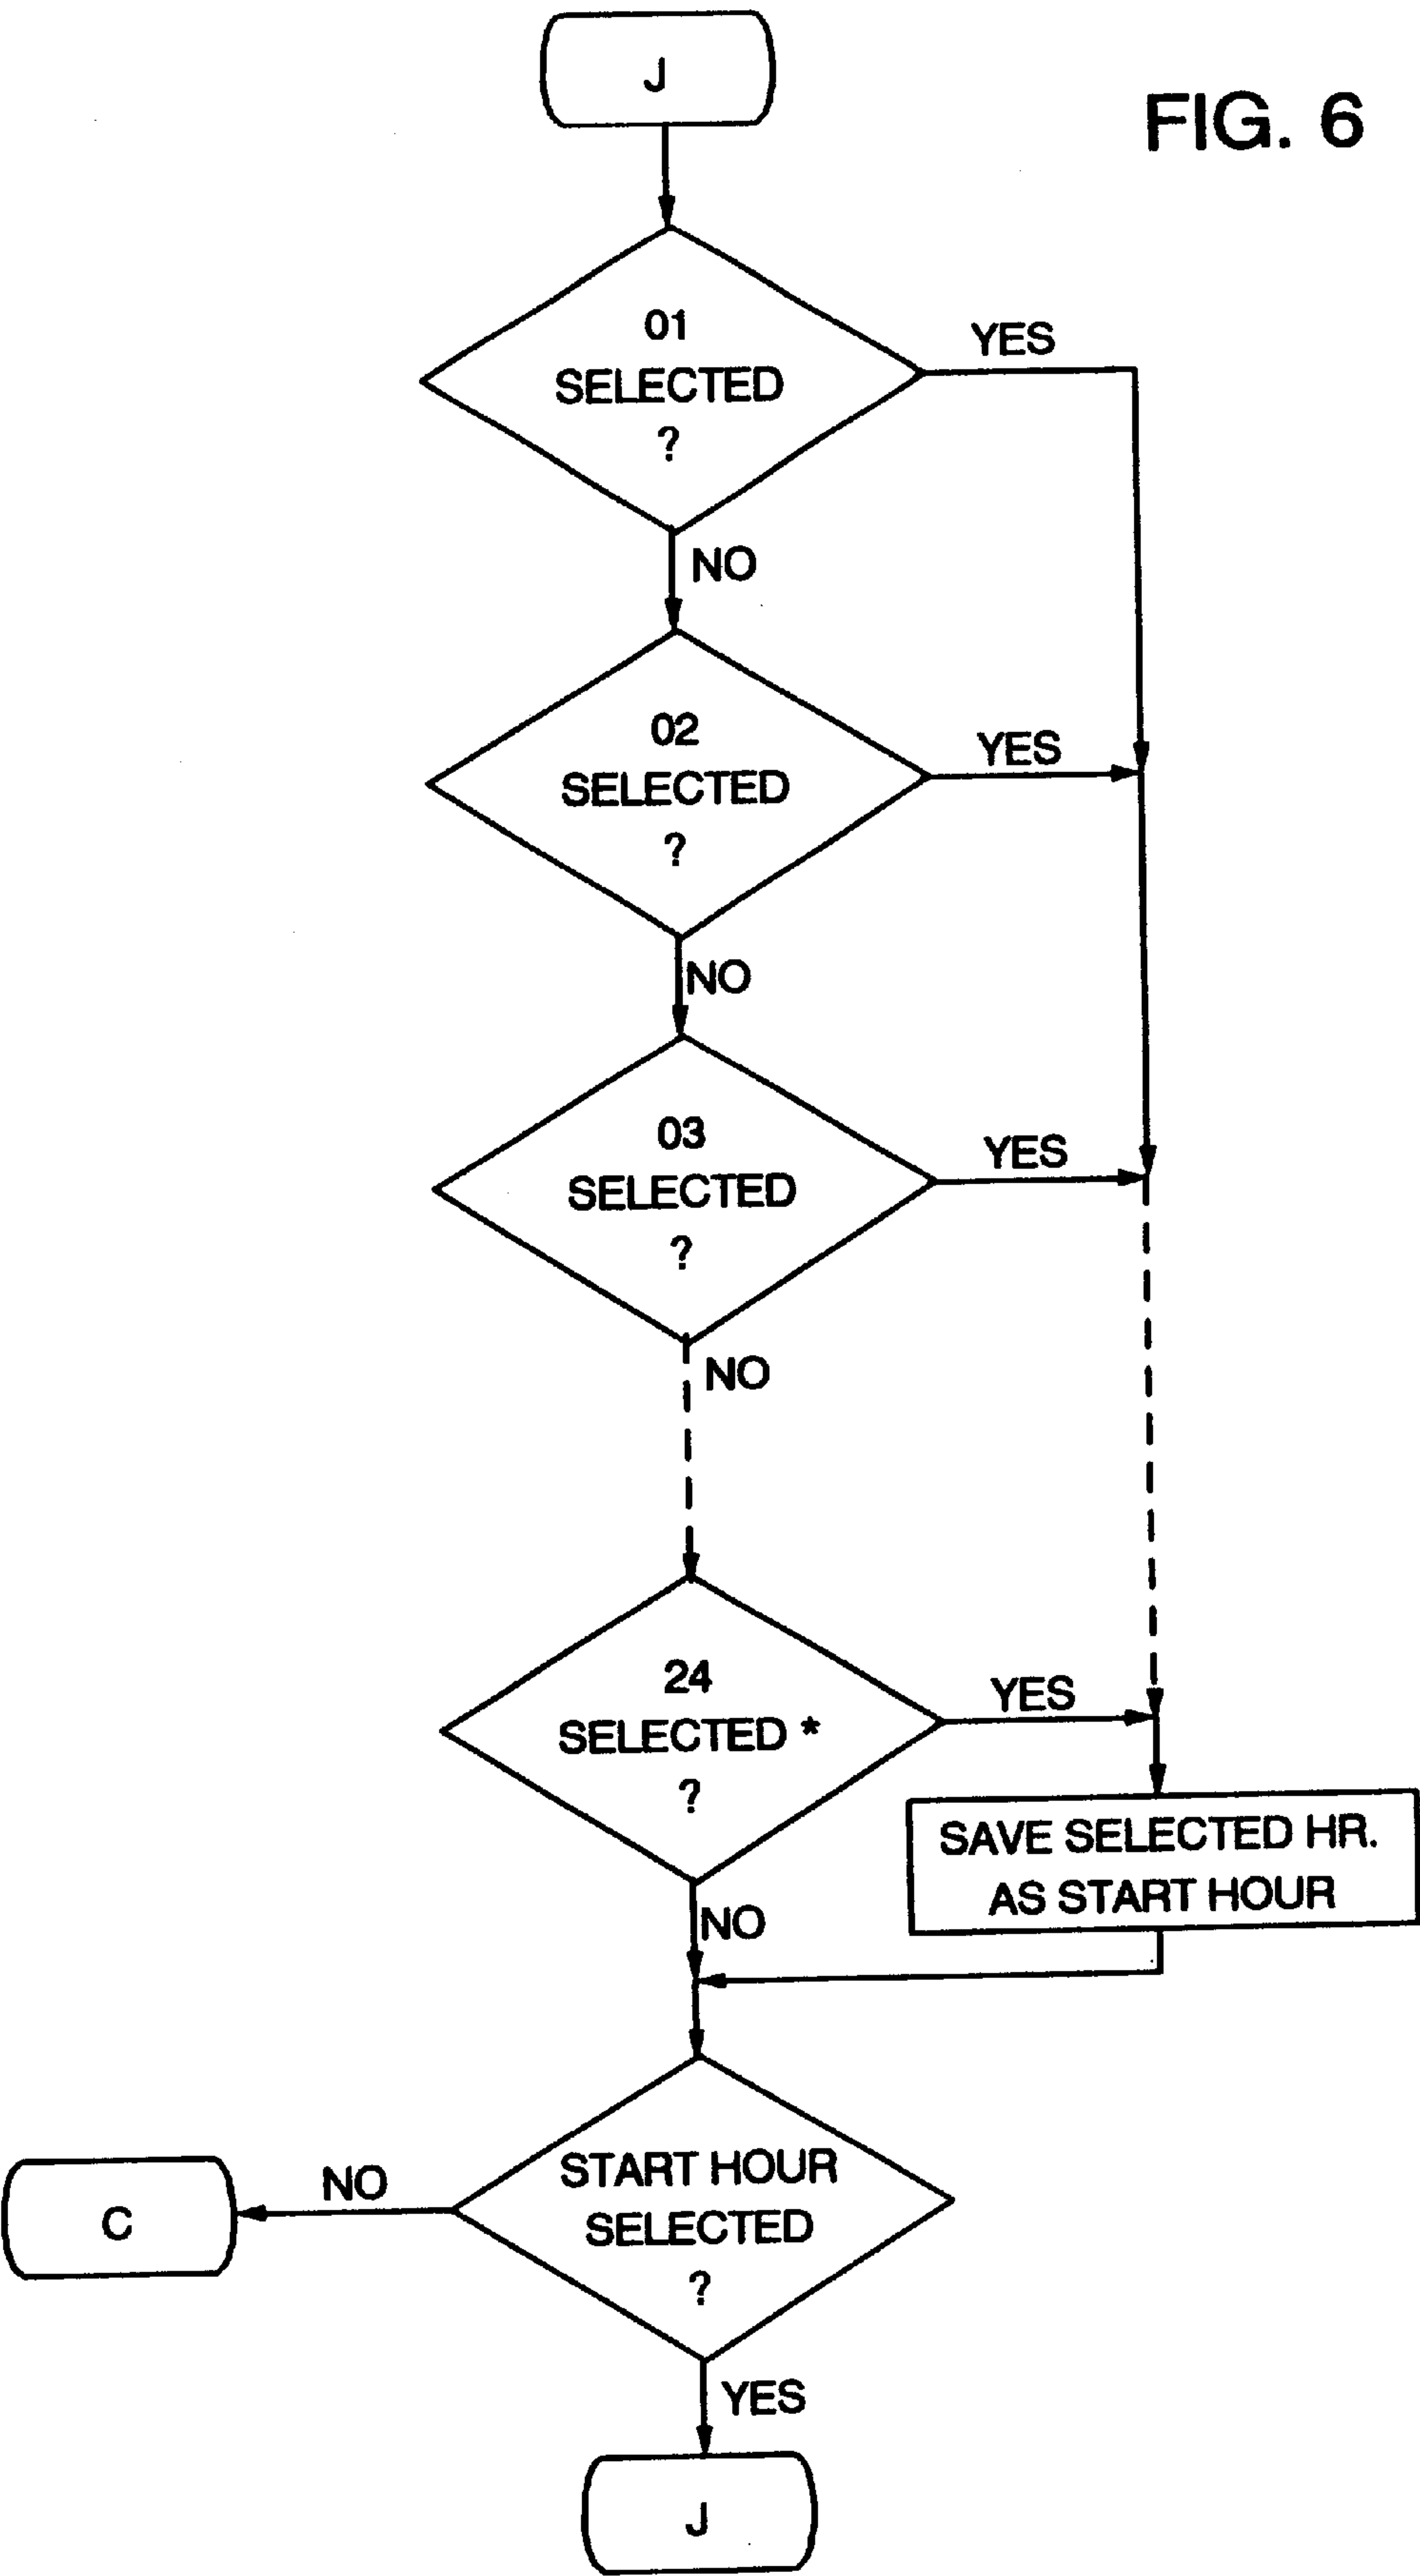 J
FIG. 6
01
SELECTED
?
YES
NO
02
SELECTED
?
YES
NO
03
SELECTED
?
YES
NO
24
SELECTED *
?
YES
SAVE SELECTED HR.
AS START HOUR
NO
START HOUR
SELECTED
?
NO
C
YES
J